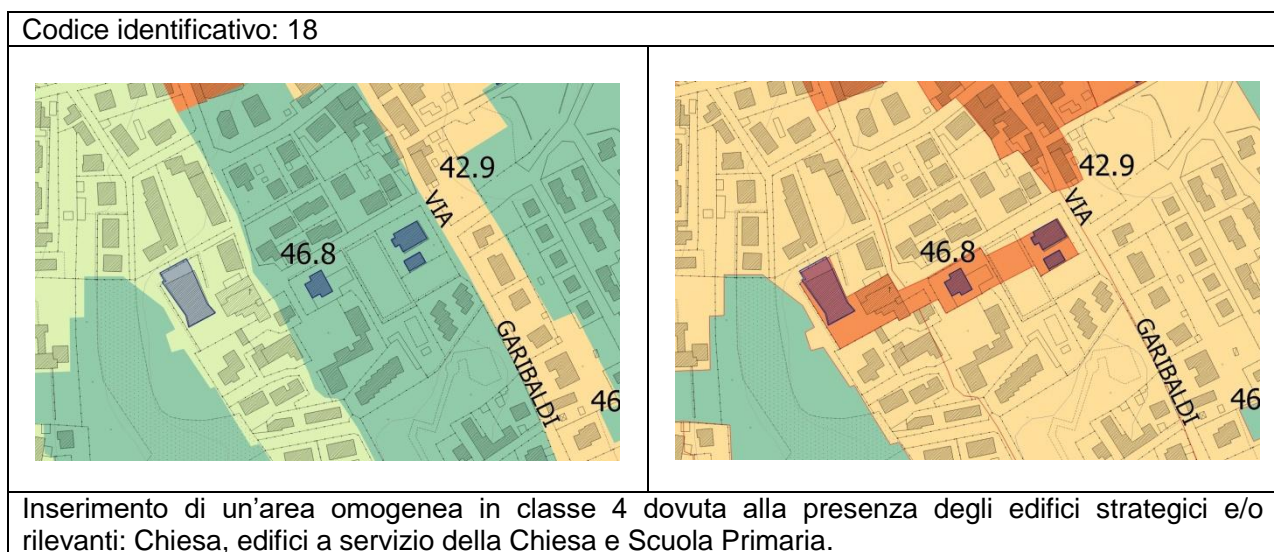 Codice identificativo: 18
42.9
VIA
46.8
GARIBALDI
46
42.9
VIA
46.8
GARIBALDI
46
Inserimento di un’area omogenea in classe 4 dovuta alla presenza degli edifici strategici e/o
rilevanti: Chiesa, edifici a servizio della Chiesa e Scuola Primaria.